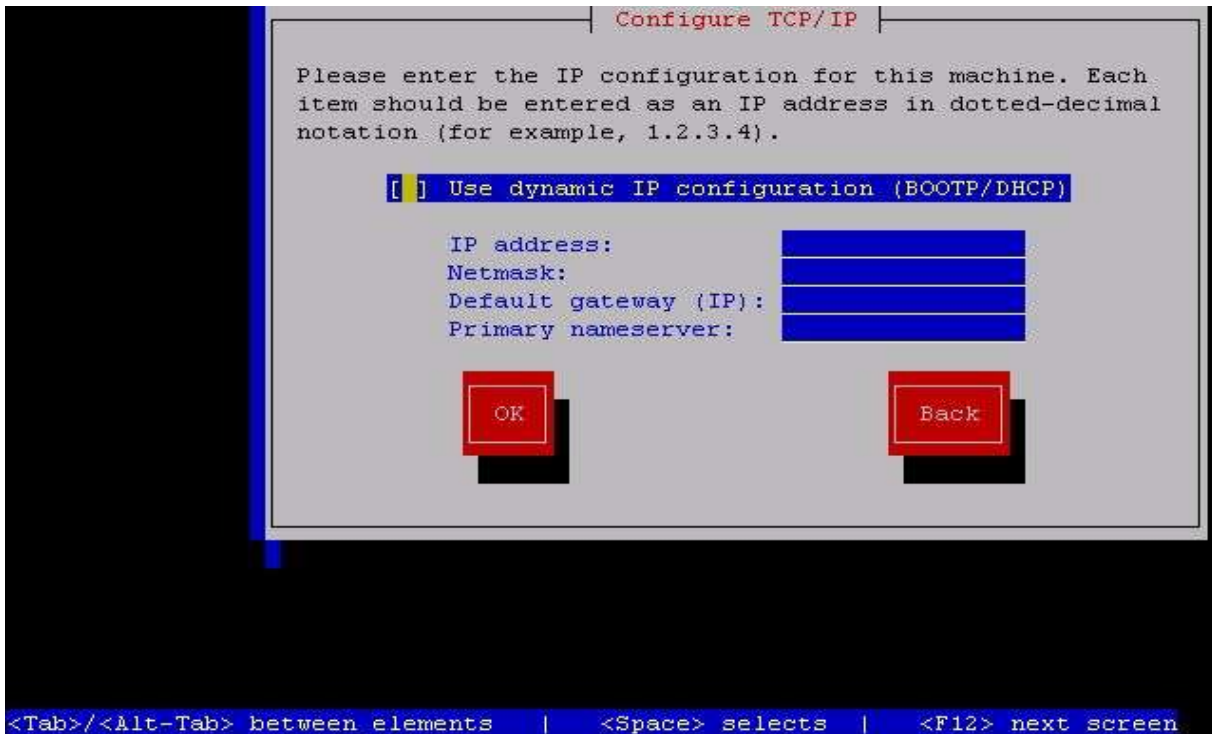 Configure TCP/IP
Please enter the IP configuration for this machine. Each
item should be entered as an IP address in dotted-decimal
notation (for example, 1.2.3.4).
[ ] Use dynamic IP configuration (BOOTP/DHCP)
IP address:
Netmask:
Default gateway (IP):
Primary nameserver:
OK Back
<Tab>/<Alt-Tab> between elements | <Space> selects | <F12> next screen